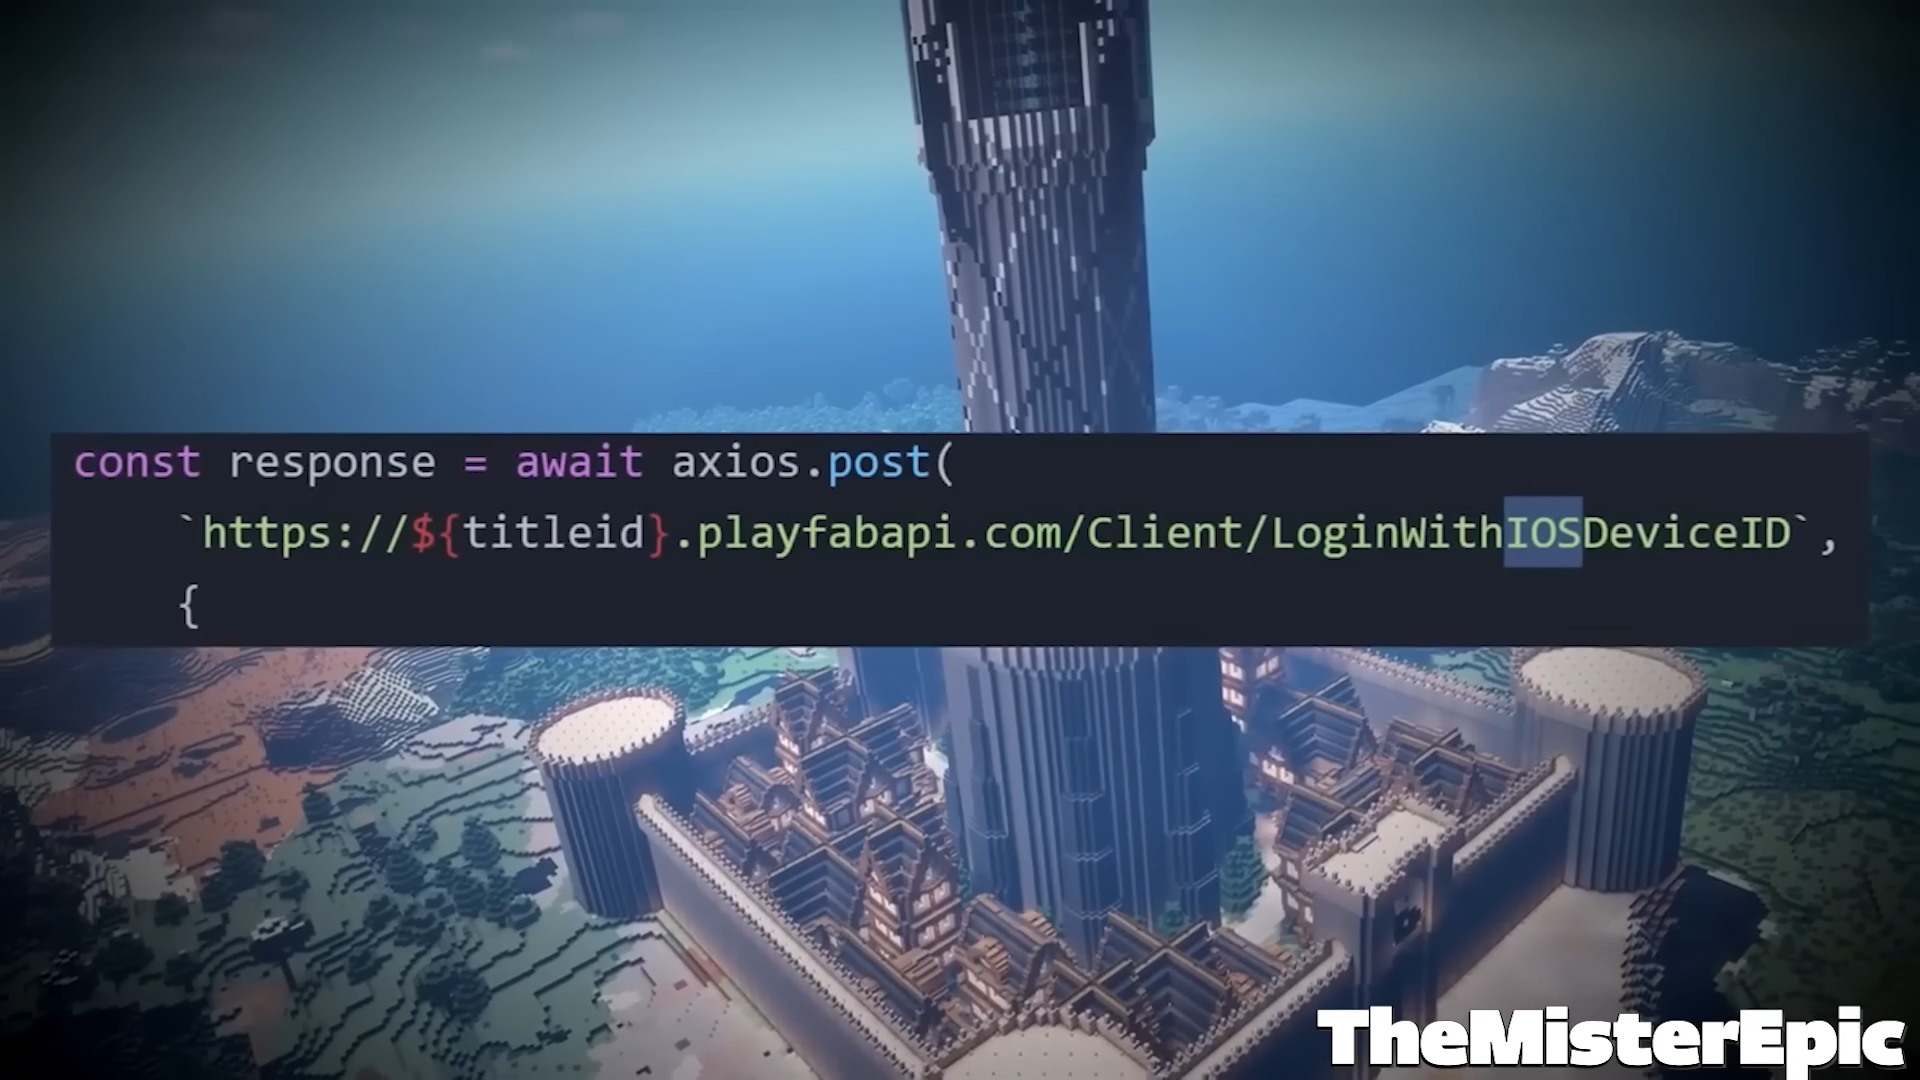 const response = await axios.post(
`https://${titleid}.playfabapi.com/Client/LoginWithIOSDeviceID`,
{
TheMisterEpic